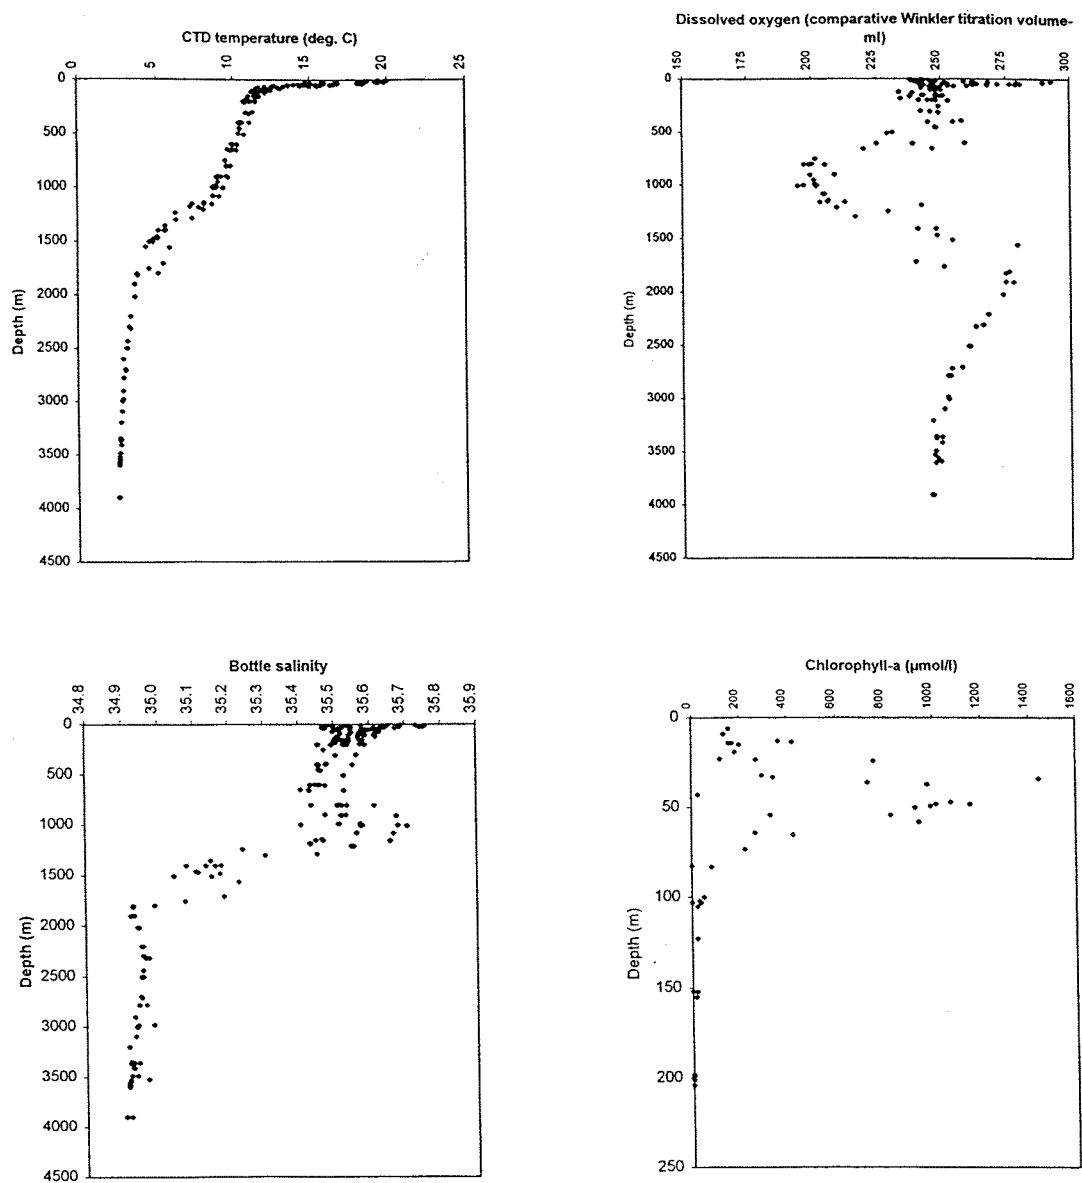 CTD temperature (deg. C)
0 5 10 15 20 25
0
500
1000
1500
2000
2500
3000
3500
4000
4500
Depth (m)
Dissolved oxygen (comparative Winkler titration volume-
ml)
150 175 200 225 250 275 300
0
500
1000
1500
2000
2500
3000
3500
4000
4500
Depth (m)
Bottle salinity
34.8 34.9 35.0 35.1 35.2 35.3 35.4 35.5 35.6 35.7 35.8 35.9
0
500
1000
1500
2000
2500
3000
3500
4000
4500
Depth (m)
Chlorophyll-a (µmol/l)
0 200 400 600 800 1000 1200 1400 1600
0
50
100
150
200
250
Depth (m)